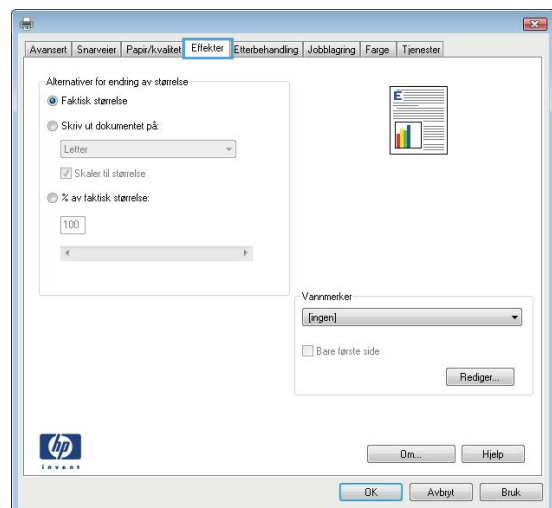 Avansert Snarveier Papir/kvalitet Effekter Etterbehandling Jobblagring Farge Tjenester
Alternativer for endring av størrelse
Faktisk størrelse
Skriv ut dokumentet på:
Letter
Skaler til størrelse
% av faktisk størrelse:
100
E
Vannmerker
[ingen]
Bare første side
Rediger...
hp
invent
Om... Hjelp
OK Avbryt Bruk